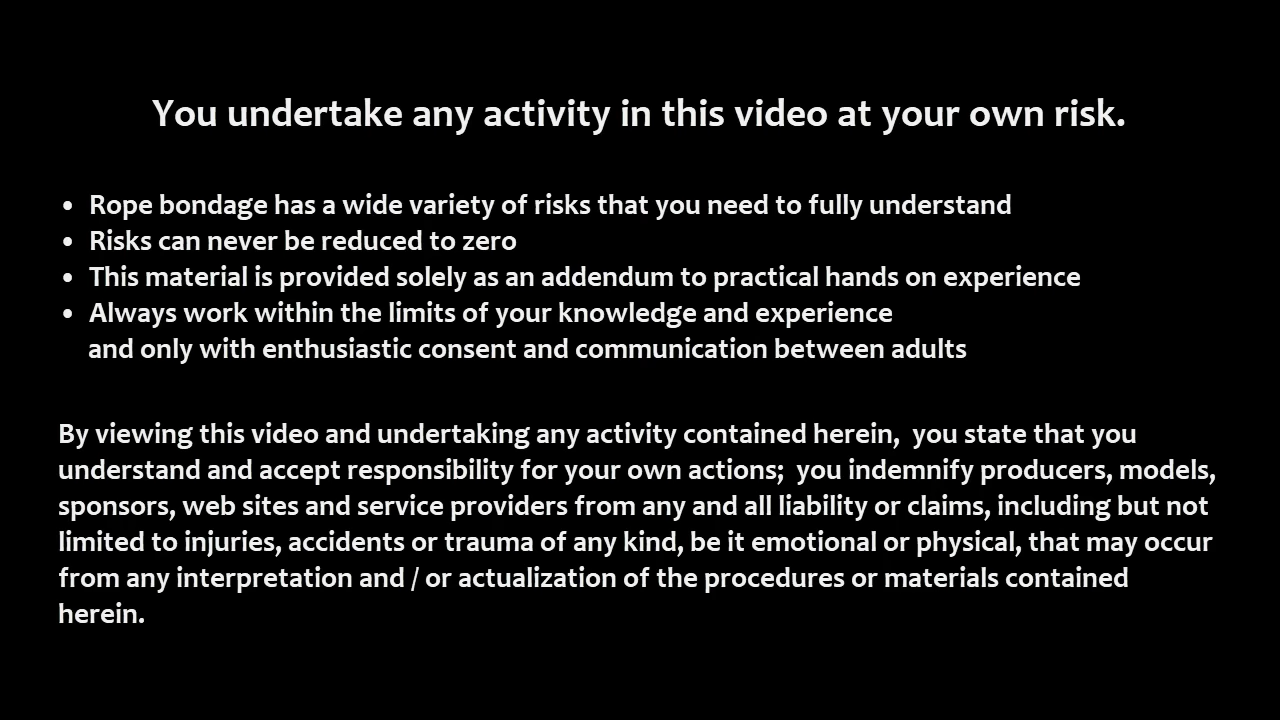 You undertake any activity in this video at your own risk.
• Rope bondage has a wide variety of risks that you need to fully understand
• Risks can never be reduced to zero
• This material is provided solely as an addendum to practical hands on experience
• Always work within the limits of your knowledge and experience
and only with enthusiastic consent and communication between adults
By viewing this video and undertaking any activity contained herein,  you state that you
understand and accept responsibility for your own actions;  you indemnify producers, models,
sponsors, web sites and service providers from any and all liability or claims, including but not
limited to injuries, accidents or trauma of any kind, be it emotional or physical, that may occur
from any interpretation and / or actualization of the procedures or materials contained
herein.